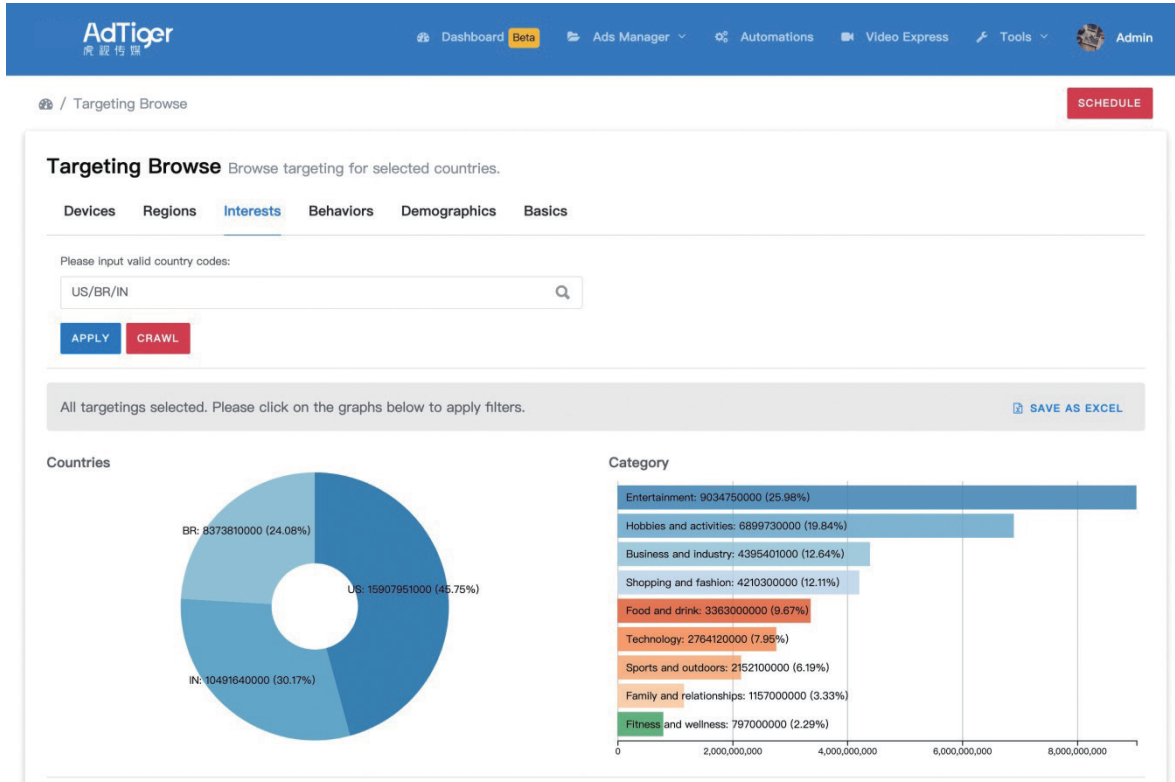 AdTiger
虎视传媒
Dashboard Beta Ads Manager Automations Video Express Tools Admin
/ Targeting Browse
SCHEDULE
Targeting Browse Browse targeting for selected countries.
Devices Regions Interests Behaviors Demographics Basics
Please input valid country codes:
US/BR/IN
APPLY CRAWL
All targetings selected. Please click on the graphs below to apply filters.
SAVE AS EXCEL
Countries
BR: 8373810000 (24.08%)
US: 15907951000 (45.75%)
IN: 10491640000 (30.17%)
Category
Entertainment: 9034750000 (25.98%)
Hobbies and activities: 6899730000 (19.84%)
Business and industry: 4395401000 (12.64%)
Shopping and fashion: 4210300000 (12.11%)
Food and drink: 3363000000 (9.67%)
Technology: 2764120000 (7.95%)
Sports and outdoors: 2152100000 (6.19%)
Family and relationships: 1157000000 (3.33%)
Fitness and wellness: 797000000 (2.29%)
0 2,000,000,000 4,000,000,000 6,000,000,000 8,000,000,000